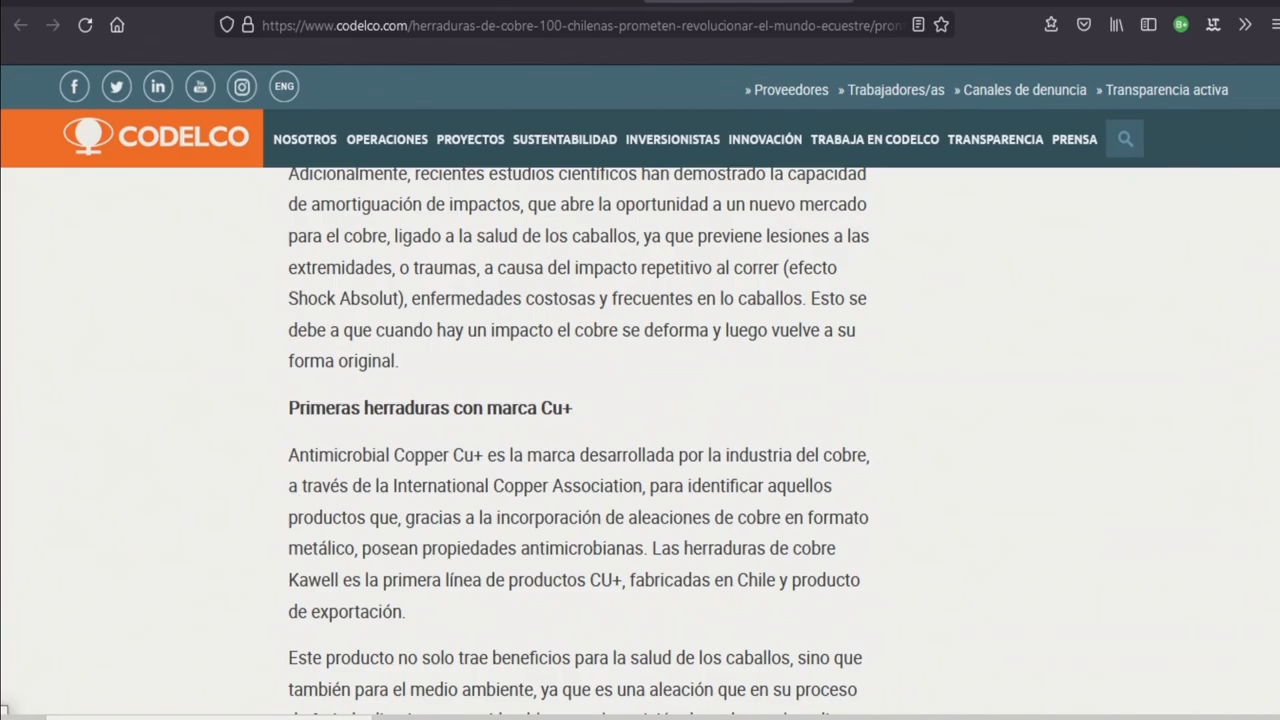 https://www.codelco.com/herraduras-de-cobre-100-chilenas-prometen-revolucionar-el-mundo-ecuestre/pron
f in You Tube ENG
» Proveedores » Trabajadores/as » Canales de denuncia » Transparencia activa
CODELCO NOSOTROS OPERACIONES PROYECTOS SUSTENTABILIDAD INVERSIONISTAS INNOVACIÓN TRABAJA EN CODELCO TRANSPARENCIA PRENSA
Adicionalmente, recientes estudios científicos han demostrado la capacidad
de amortiguación de impactos, que abre la oportunidad a un nuevo mercado
para el cobre, ligado a la salud de los caballos, ya que previene lesiones a las
extremidades, o traumas, a causa del impacto repetitivo al correr (efecto
Shock Absolut), enfermedades costosas y frecuentes en lo caballos. Esto se
debe a que cuando hay un impacto el cobre se deforma y luego vuelve a su
forma original.
Primeras herraduras con marca Cu+
Antimicrobial Copper Cu+ es la marca desarrollada por la industria del cobre,
a través de la International Copper Association, para identificar aquellos
productos que, gracias a la incorporación de aleaciones de cobre en formato
metálico, posean propiedades antimicrobianas. Las herraduras de cobre
Kawell es la primera línea de productos CU+, fabricadas en Chile y producto
de exportación.
Este producto no solo trae beneficios para la salud de los caballos, sino que
también para el medio ambiente, ya que es una aleación que en su proceso